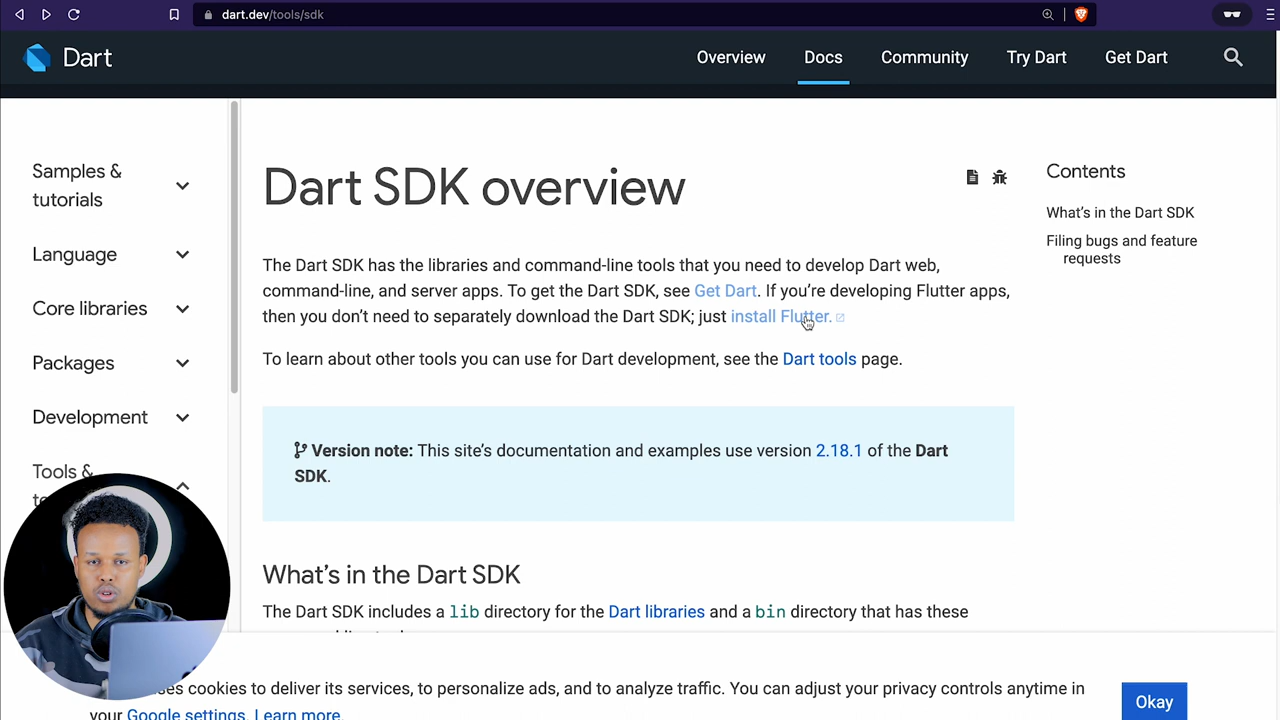 dart.dev/tools/sdk
Dart
Overview
Docs
Community
Try Dart
Get Dart
Samples &
tutorials
Language
Core libraries
Packages
Development
Tools &
Dart SDK overview
The Dart SDK has the libraries and command-line tools that you need to develop Dart web,
command-line, and server apps. To get the Dart SDK, see Get Dart. If you're developing Flutter apps,
then you don't need to separately download the Dart SDK; just install Flutter.
To learn about other tools you can use for Dart development, see the Dart tools page.
Version note: This site's documentation and examples use version 2.18.1 of the Dart
SDK.
What's in the Dart SDK
The Dart SDK includes a lib directory for the Dart libraries and a bin directory that has these
Contents
What's in the Dart SDK
Filing bugs and feature
requests
cookies to deliver its services, to personalize ads, and to analyze traffic. You can adjust your privacy controls anytime in
your Google settings. Learn more.
Okay